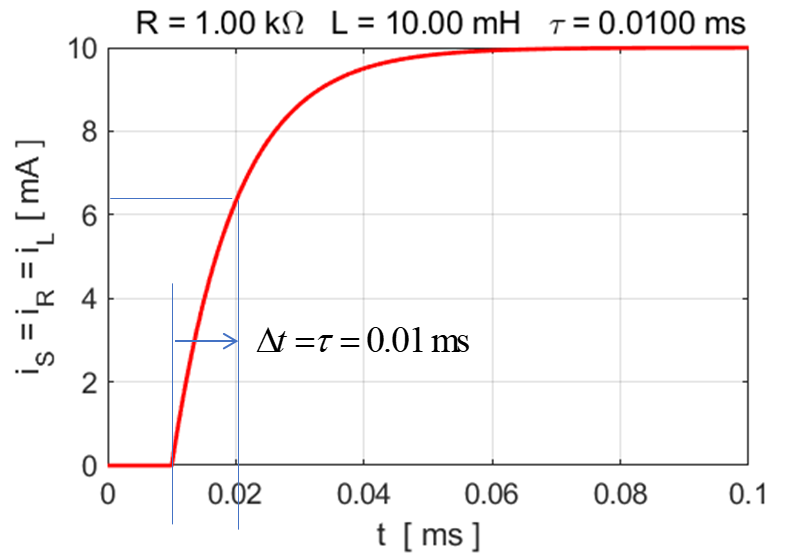 R = 1.00 kΩ   L = 10.00 mH   τ = 0.0100 ms
10
8
6
4
2
0
i_S = i_R = i_L [ mA ]
Δt = τ = 0.01 ms
0 0.02 0.04 0.06 0.08 0.1
t [ ms ]